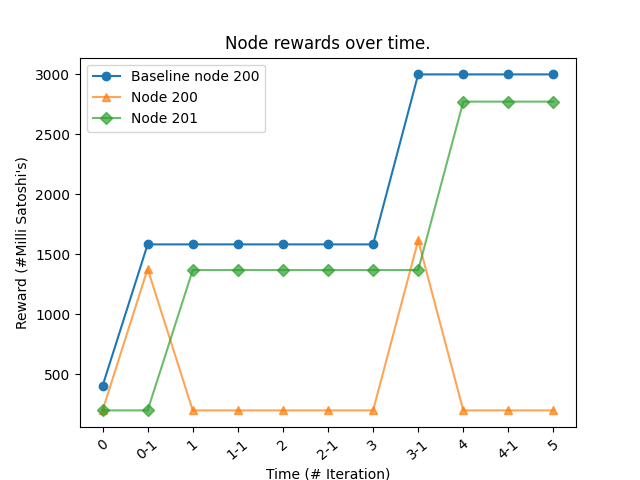 Node rewards over time.
Baseline node 200
Node 200
Node 201
Reward (#Milli Satoshi's)
3000
2500
2000
1500
1000
500
0 0-1 1 1-1 2 2-1 3 3-1 4 4-1 5
Time (# Iteration)